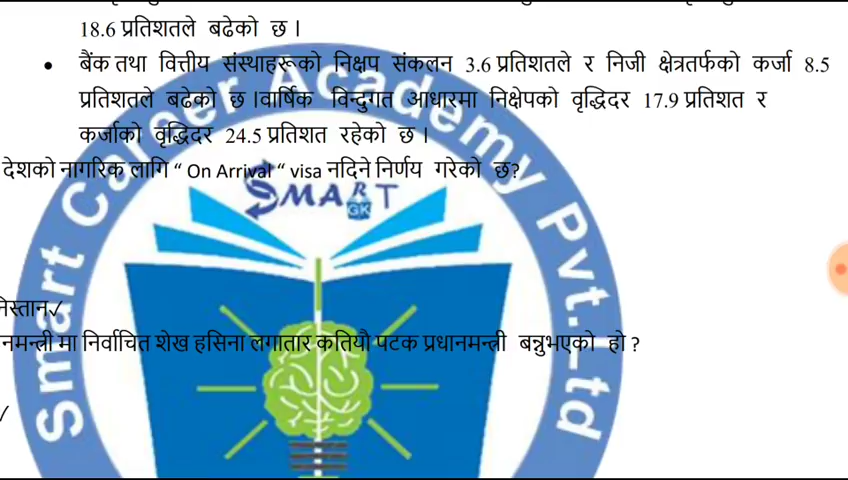 18.6 प्रतिशतले बढेको छ ।
• बैंक तथा वित्तीय संस्थाहरूको निक्षप संकलन 3.6 प्रतिशतले र निजी क्षेत्रतर्फको कर्जा 8.5
प्रतिशतले बढेको छ ।वार्षिक विन्दुगत आधारमा निक्षेपको वृद्धिदर 17.9 प्रतिशत र
कर्जाको वृद्धिदर 24.5 प्रतिशत रहेको छ ।
देशको नागरिक लागि “ On Arrival “ visa नदिने निर्णय गरेको छ?
SMART
GK
निस्तान✓
नमन्त्री मा निर्वाचित शेख हसिना लगातार कतियौ पटक प्रधानमन्त्री बन्नुभएको हो ?
✓
Smart Career Academy Pvt. Ltd